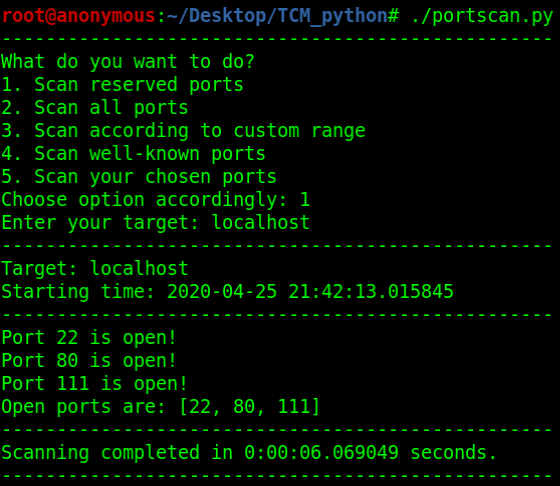 root@anonymous:~/Desktop/TCM_python# ./portscan.py
--------------------------------------------------
What do you want to do?
1. Scan reserved ports
2. Scan all ports
3. Scan according to custom range
4. Scan well-known ports
5. Scan your chosen ports
Choose option accordingly: 1
Enter your target: localhost
--------------------------------------------------
Target: localhost
Starting time: 2020-04-25 21:42:13.015845
--------------------------------------------------
Port 22 is open!
Port 80 is open!
Port 111 is open!
Open ports are: [22, 80, 111]
--------------------------------------------------
Scanning completed in 0:00:06.069049 seconds.
--------------------------------------------------